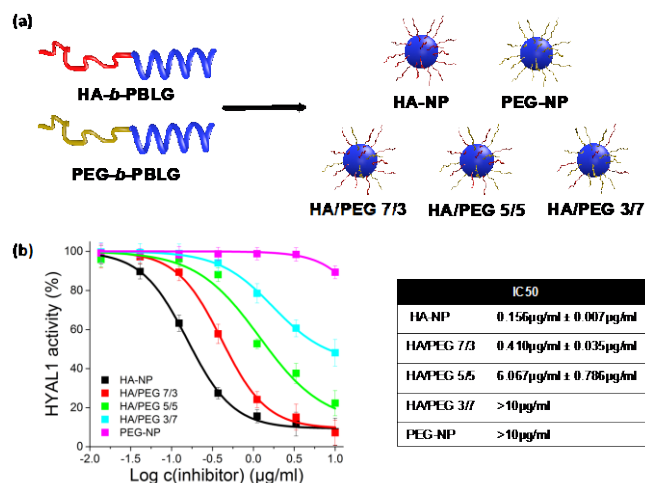 (a)
HA-b-PBLG
PEG-b-PBLG
HA-NP
PEG-NP
HA/PEG 7/3
HA/PEG 5/5
HA/PEG 3/7
(b)
HYAL1 activity (%)
100
80
60
40
20
0
HA-NP
HA/PEG 7/3
HA/PEG 5/5
HA/PEG 3/7
PEG-NP
-2.0 -1.5 -1.0 -0.5 0.0 0.5 1.0
Log c(inhibitor) (µg/ml)
IC50
HA-NP 0.156µg/ml ± 0.007µg/ml
HA/PEG 7/3 0.410µg/ml ± 0.035µg/ml
HA/PEG 5/5 6.067µg/ml ± 0.786µg/ml
HA/PEG 3/7 >10µg/ml
PEG-NP >10µg/ml